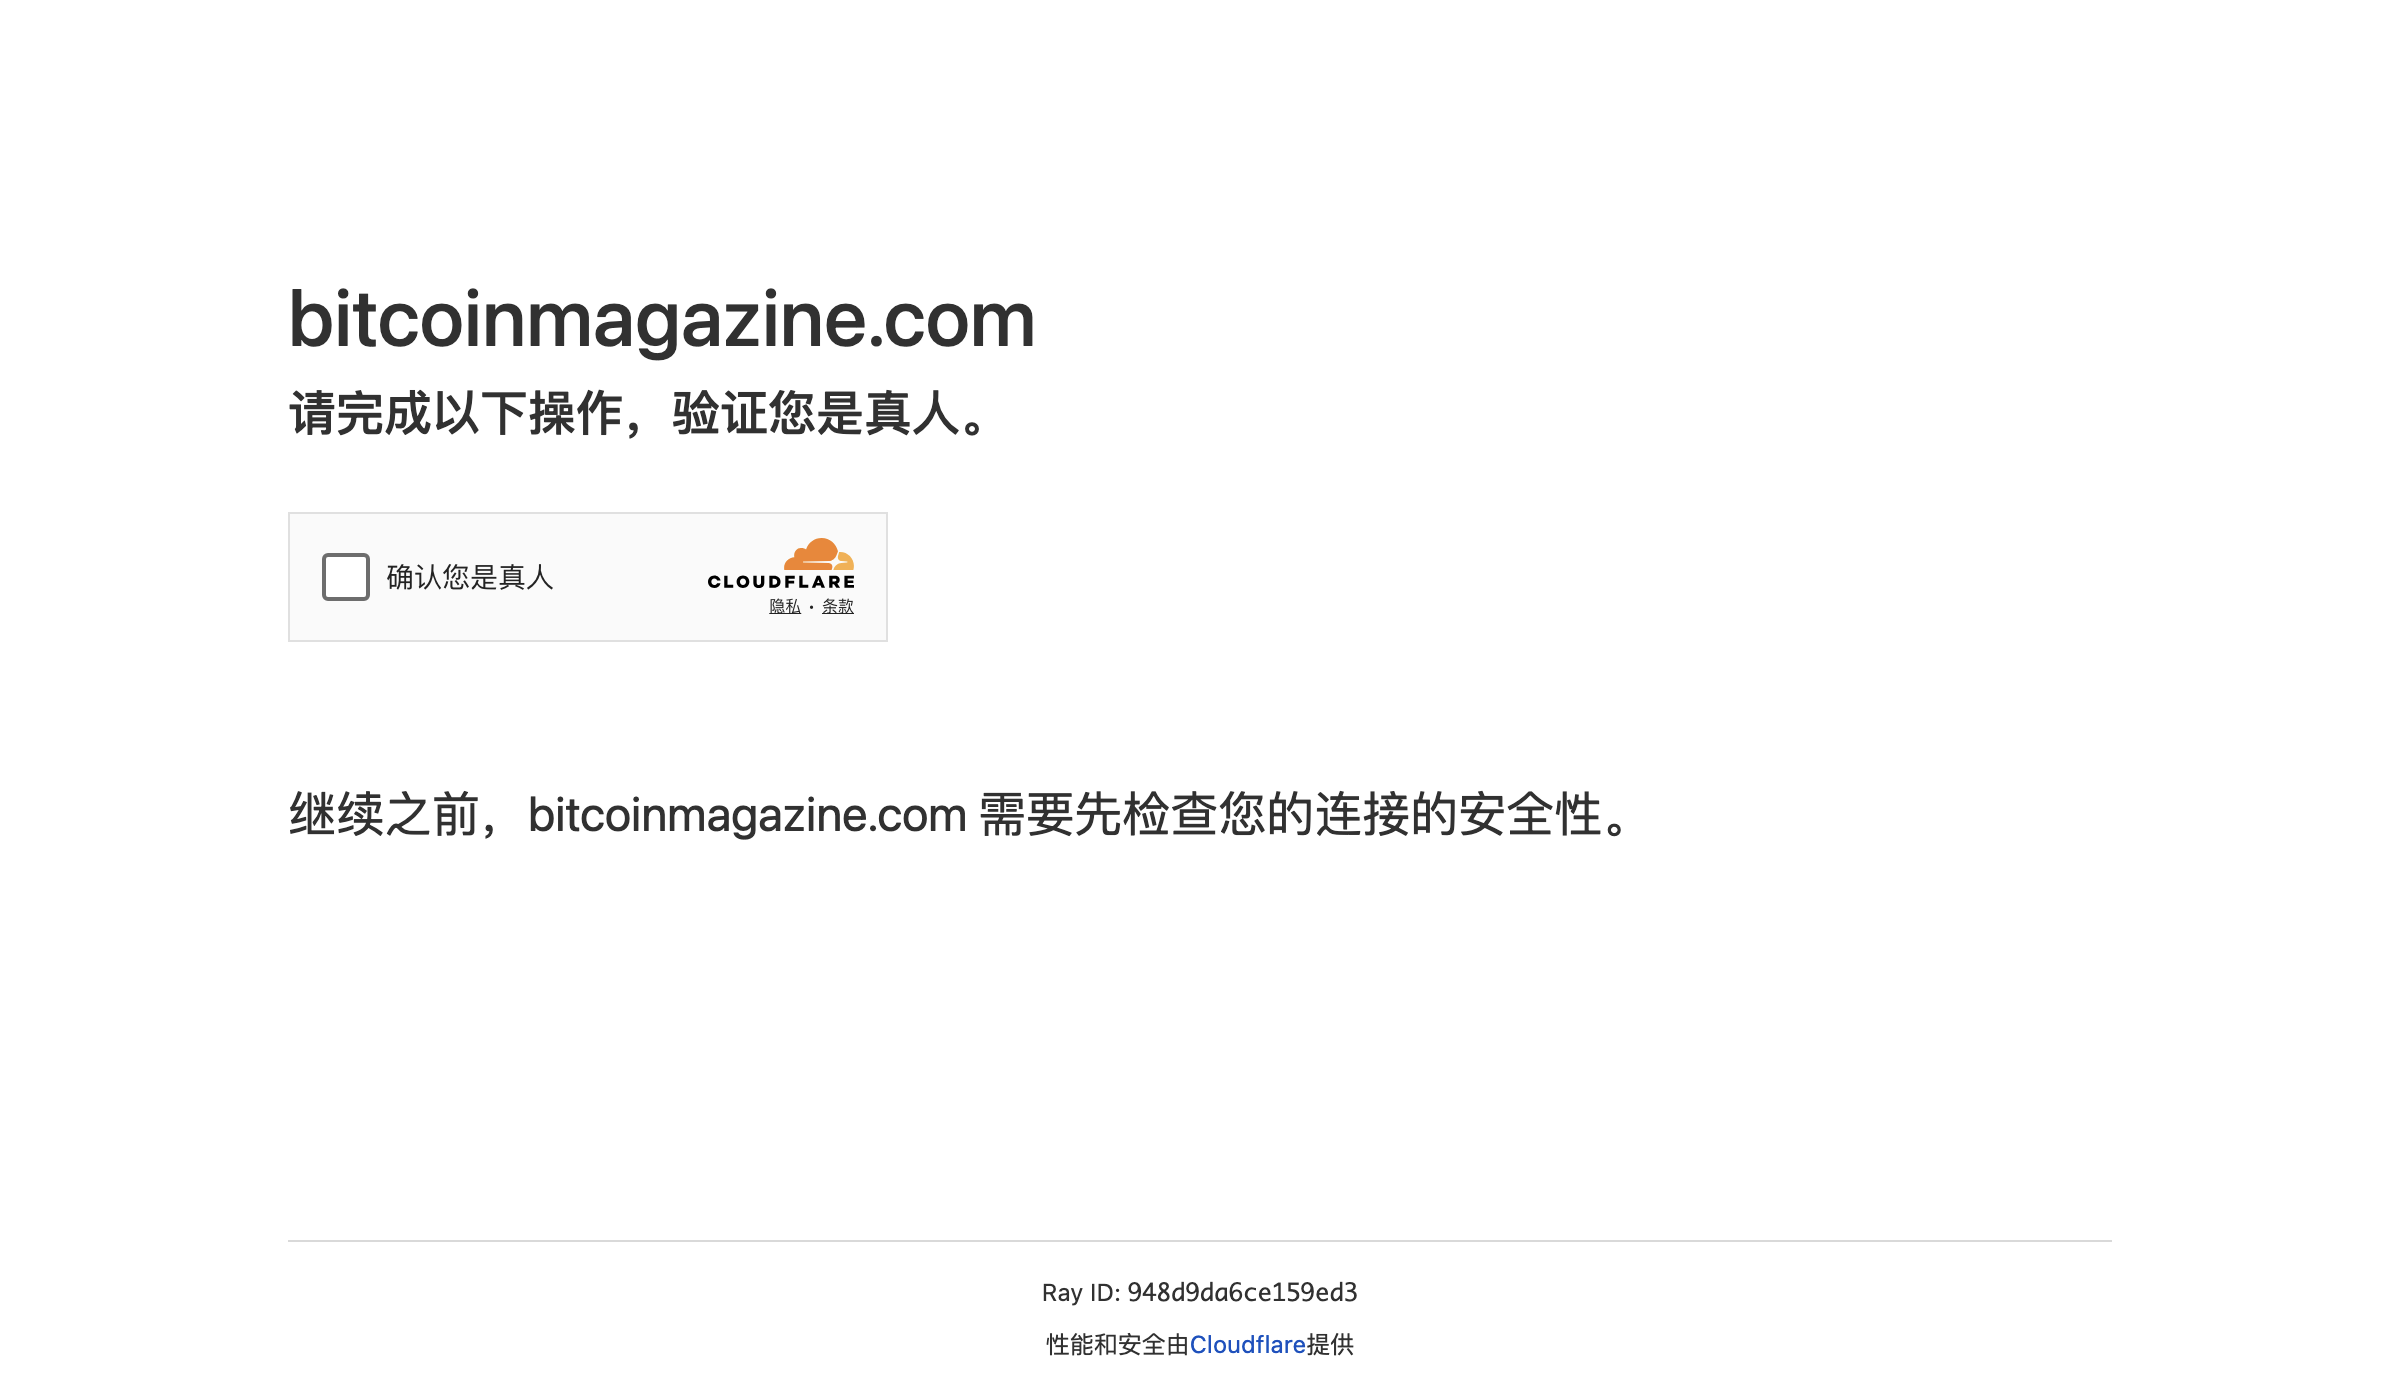 bitcoinmagazine.com
请完成以下操作，验证您是真人。
确认您是真人
CLOUDFLARE
隐私 • 条款
继续之前，bitcoinmagazine.com 需要先检查您的连接的安全性。
Ray ID: 948d9da6ce159ed3
性能和安全由Cloudflare提供